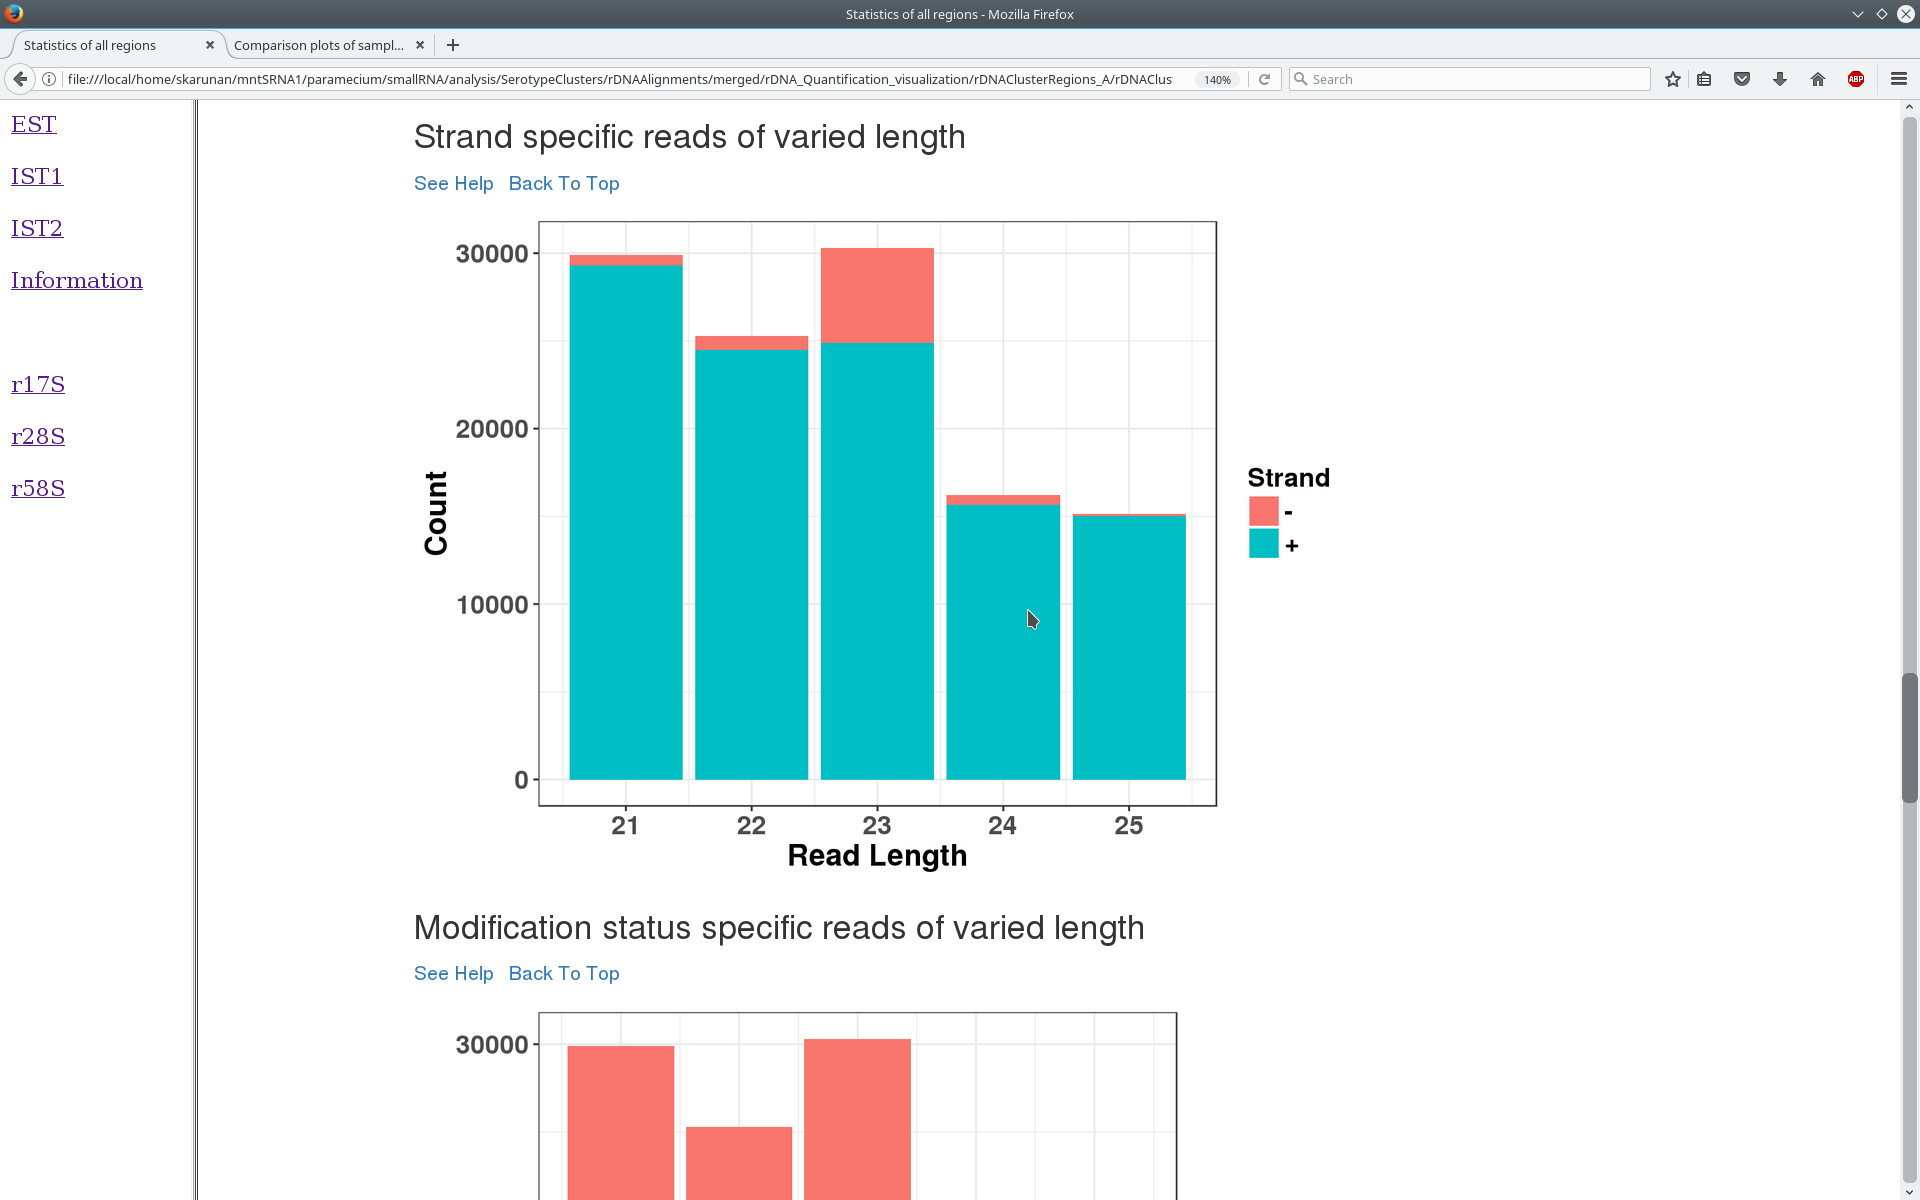 Statistics of all regions - Mozilla Firefox
Statistics of all regions
Comparison plots of sampl...
file:///local/home/skarunan/mntSRNA1/paramecium/smallRNA/analysis/SerotypeClusters/rDNAAlignments/merged/rDNA_Quantification_visualization/rDNAClusterRegions_A/rDNAClus
140%
Search
ABP
EST
IST1
IST2
Information
r17S
r28S
r58S
Strand specific reads of varied length
See Help Back To Top
30000
20000
10000
0
Count
21 22 23 24 25
Read Length
Strand
-
+
Modification status specific reads of varied length
See Help Back To Top
30000